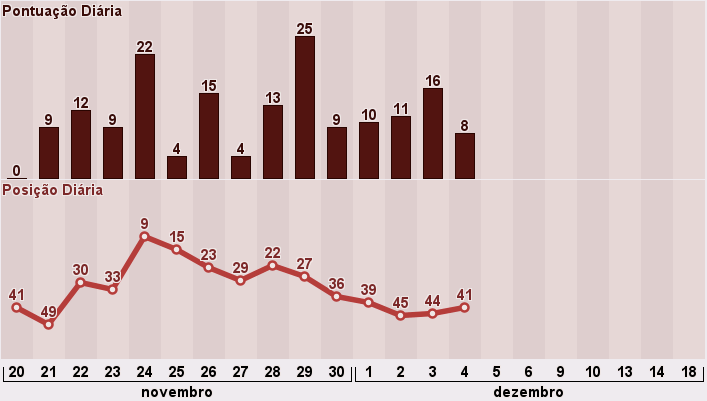 Pontuação Diária
0 9 12 9 22 4 15 4 13 25 9 10 11 16 8
Posição Diária
41 49 30 33 9 15 23 29 22 27 36 39 45 44 41
20 21 22 23 24 25 26 27 28 29 30 1 2 3 4 5 6 9 10 13 14 18
novembro dezembro